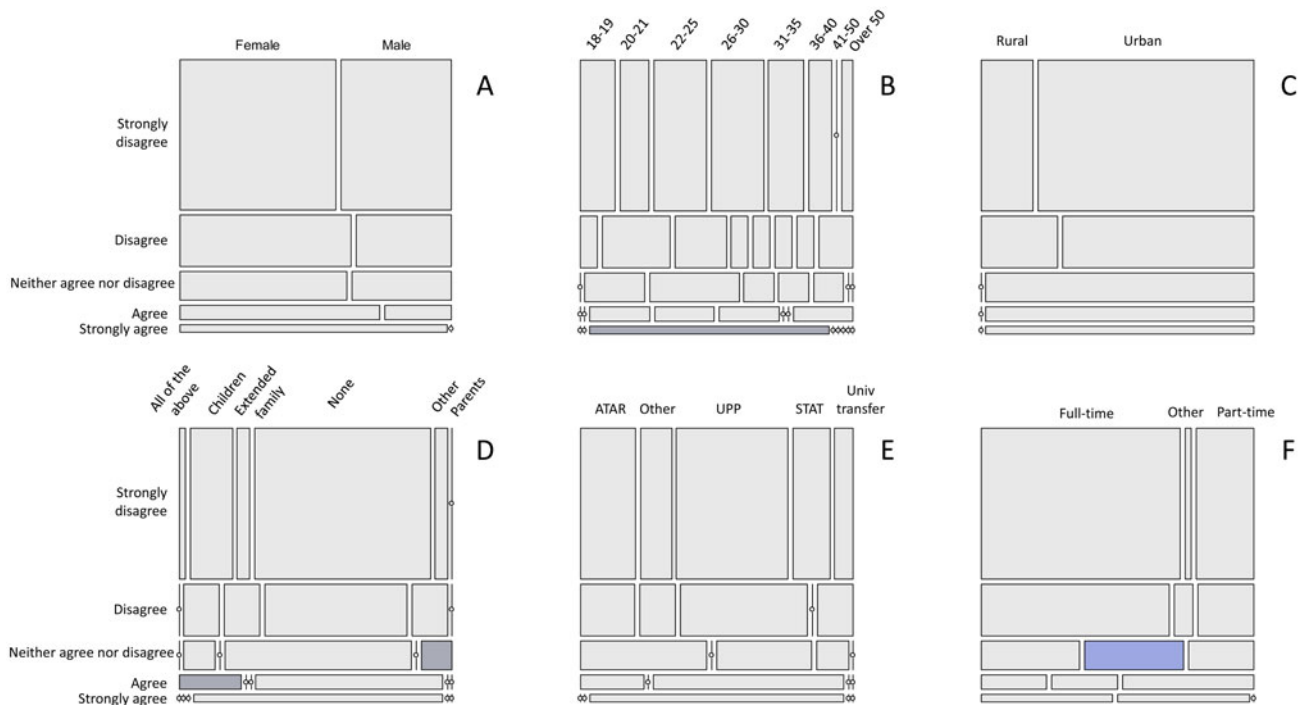 Female Male
A
Strongly
disagree
Disagree
Neither agree nor disagree
Agree
Strongly agree
18-19 20-21 22-25 26-30 31-35 36-40 41-50 Over 50
B
Rural Urban
C
All of the
above
Children
Extended
family
None
Other
Parents
D
Strongly
disagree
Disagree
Neither agree nor disagree
Agree
Strongly agree
ATAR Other UPP STAT Univ
transfer
E
Full-time Other Part-time
F